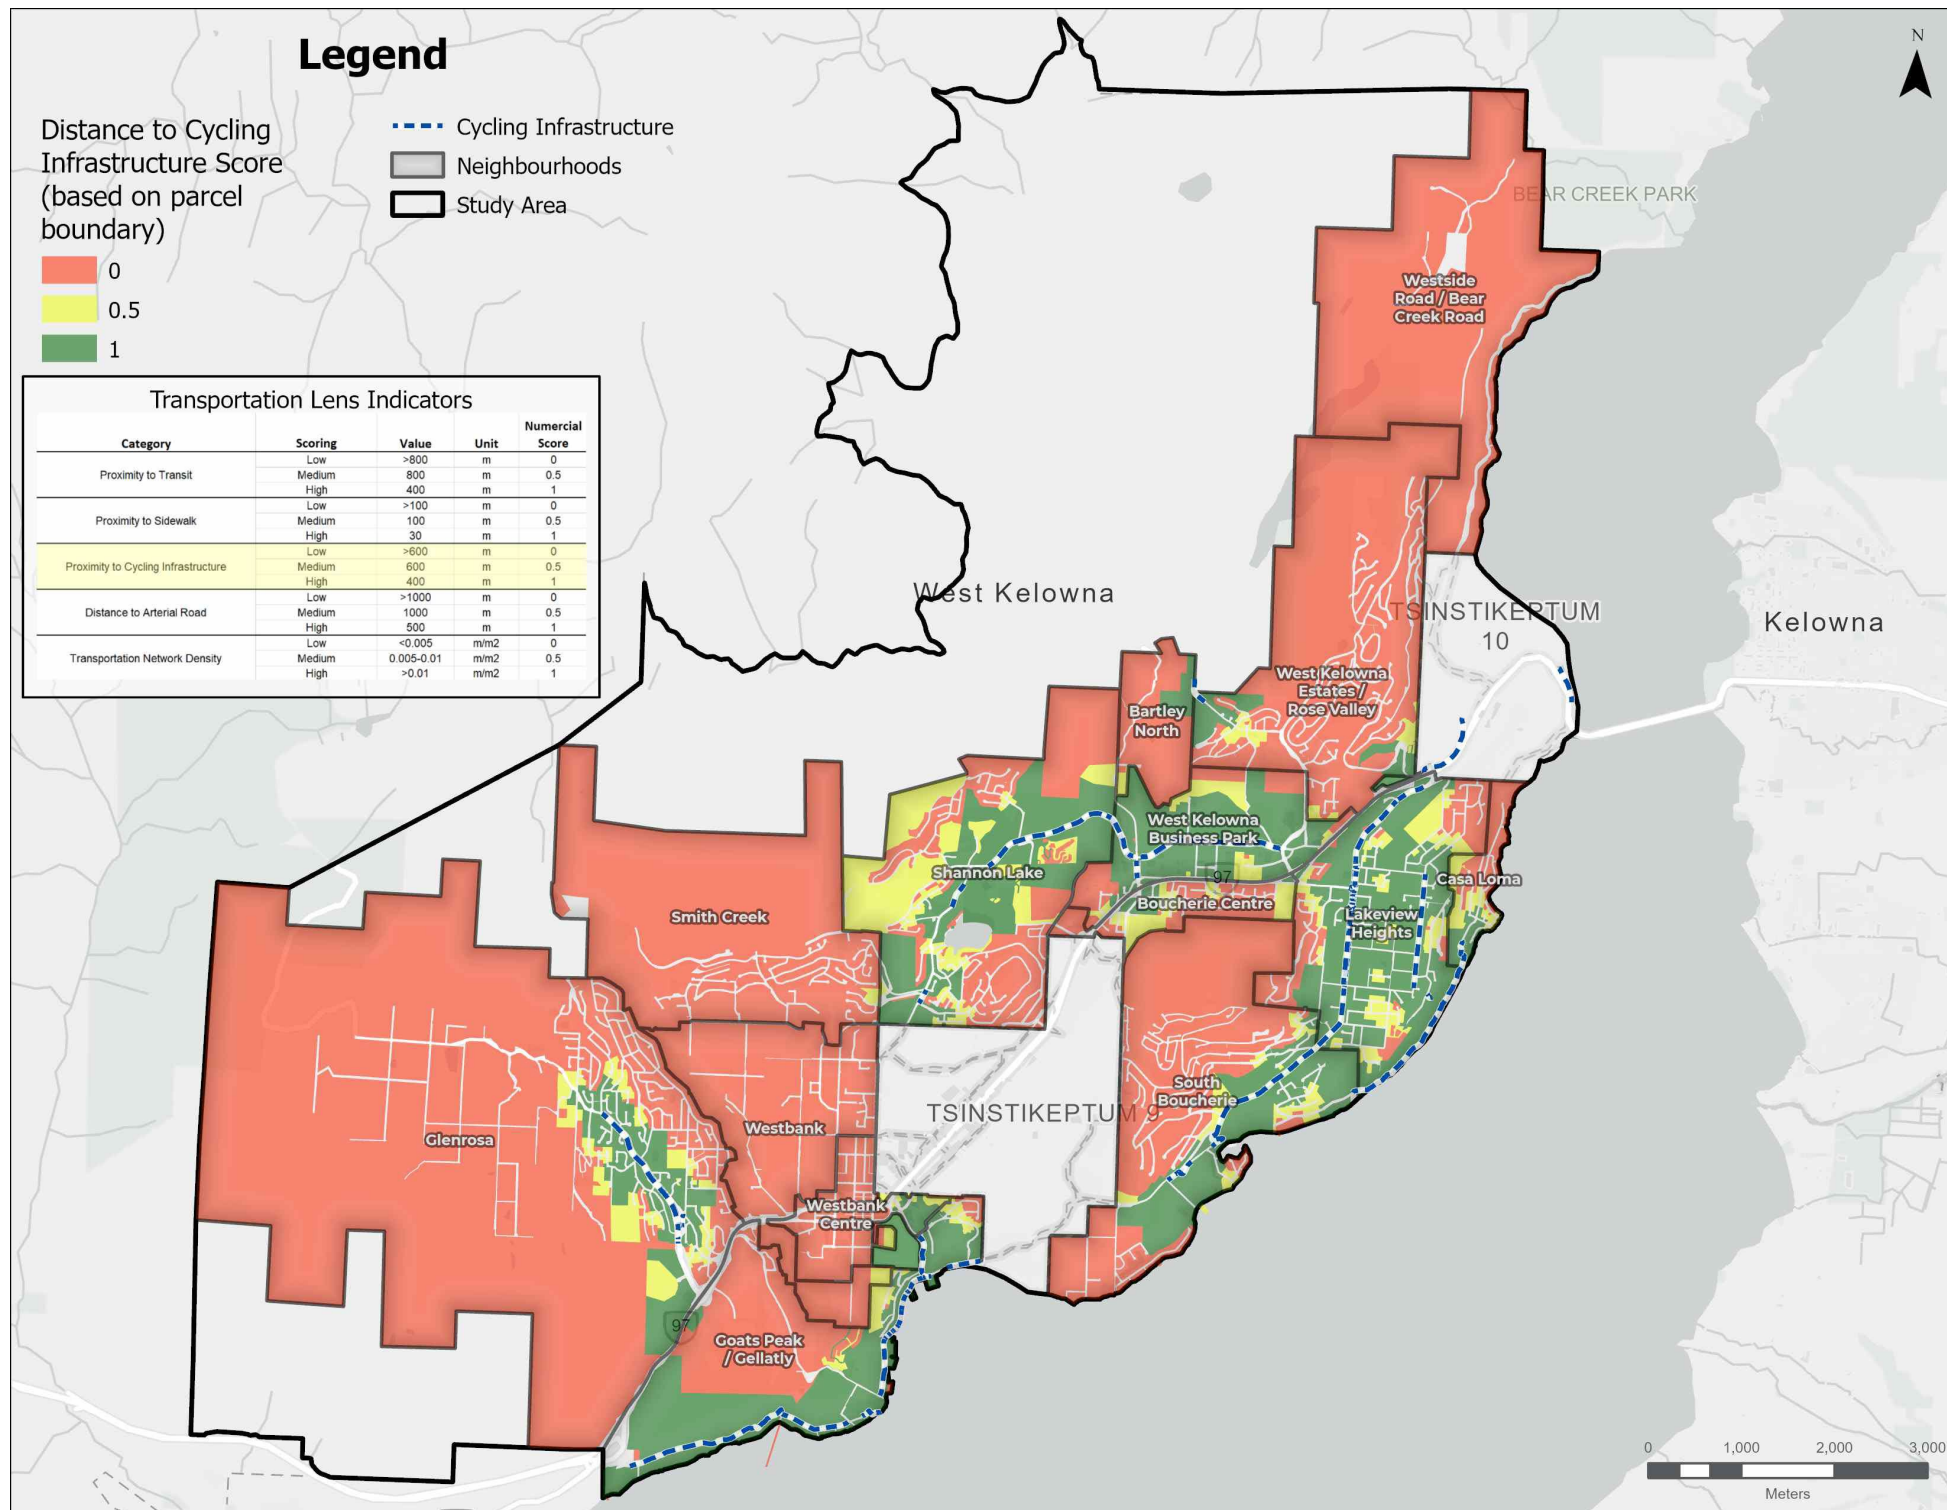 Legend
Distance to Cycling
Infrastructure Score
(based on parcel
boundary)
0
0.5
1
Cycling Infrastructure
Neighbourhoods
Study Area
Transportation Lens Indicators
Category Scoring Value Unit Numercial Score
Proximity to Transit
Low >800 m 0
Medium 800 m 0.5
High 400 m 1
Proximity to Sidewalk
Low >100 m 0
Medium 100 m 0.5
High 30 m 1
Proximity to Cycling Infrastructure
Low >600 m 0
Medium 600 m 0.5
High 400 m 1
Distance to Arterial Road
Low >1000 m 0
Medium 1000 m 0.5
High 500 m 1
Transportation Network Density
Low <0.005 m/m2 0
Medium 0.005-0.01 m/m2 0.5
High >0.01 m/m2 1
N
BEAR CREEK PARK
Westside
Road / Bear
Creek Road
West Kelowna
TSINSTIKEPTUM
10
Kelowna
West Kelowna
Estates /
Rose Valley
Bartley
North
West Kelowna
Business Park
Shannon Lake
97
Boucherie Centre
Casa Loma
Lakeview
Heights
Smith Creek
South
Boucherie
TSINSTIKEPTUM 9
Westbank
Glenrosa
Westbank
Centre
97
Goats Peak
/ Gellatly
0 1,000 2,000 3,000
Meters